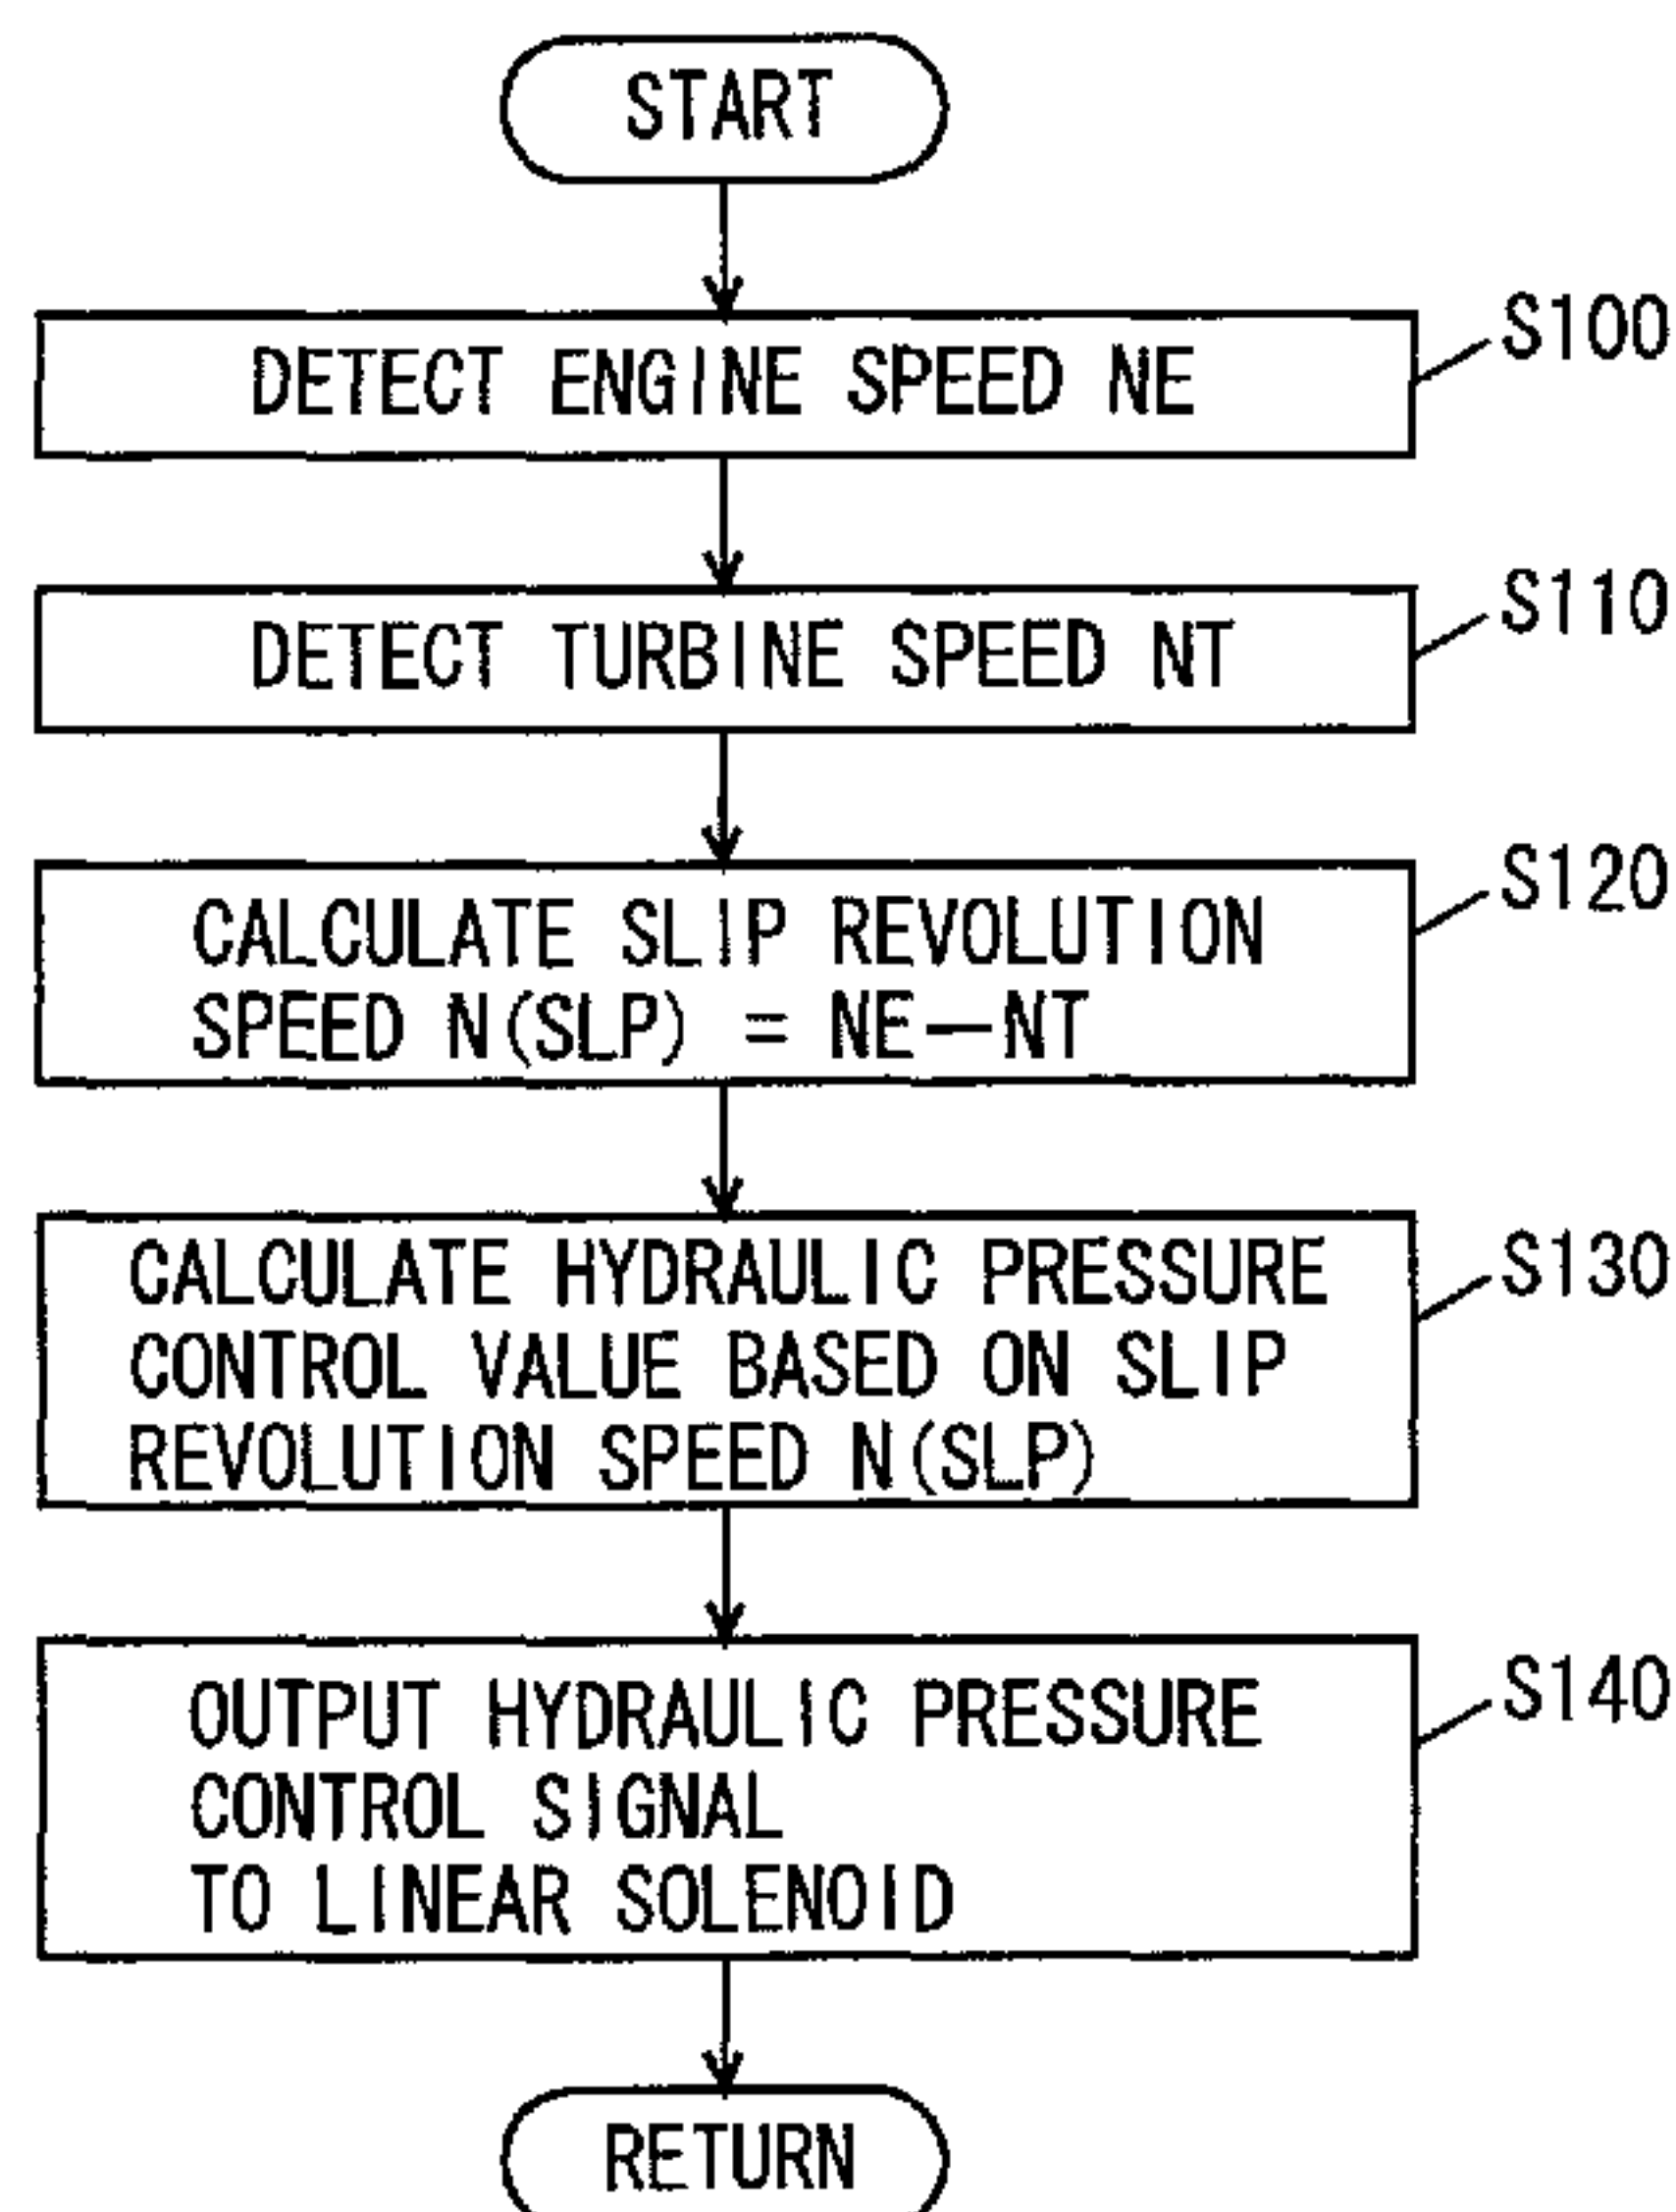 START
DETECT ENGINE SPEED NE
S100
DETECT TURBINE SPEED NT
S110
CALCULATE SLIP REVOLUTION
SPEED N(SLP) = NE—NT
S120
CALCULATE HYDRAULIC PRESSURE
CONTROL VALUE BASED ON SLIP
REVOLUTION SPEED N(SLP)
S130
OUTPUT HYDRAULIC PRESSURE
CONTROL SIGNAL
TO LINEAR SOLENOID
S140
RETURN